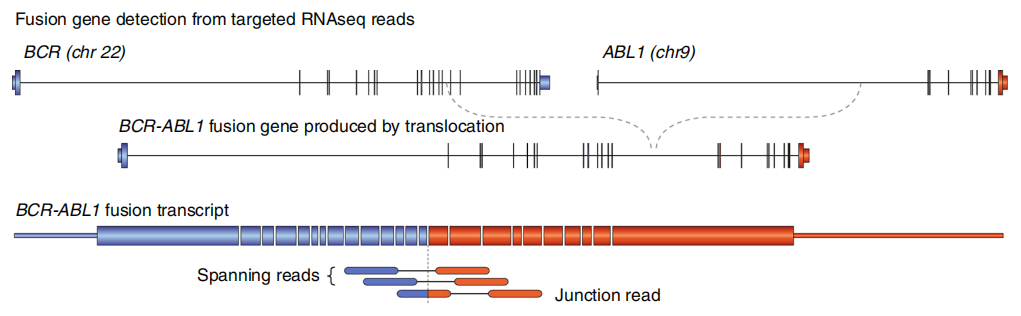 Fusion gene detection from targeted RNAseq reads
BCR (chr 22)
ABL1 (chr9)
BCR-ABL1 fusion gene produced by translocation
BCR-ABL1 fusion transcript
Spanning reads
Junction read